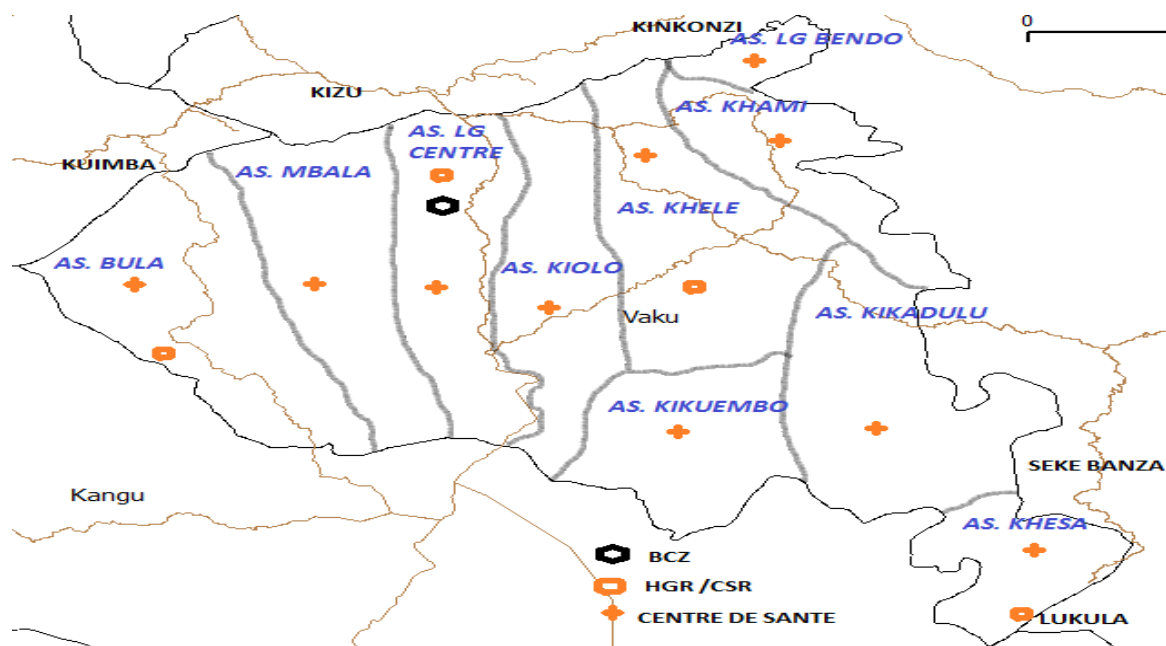 0
KINKONZI
AS. LG BENDO
KIZU
AS. KHAMI
AS. LG
CENTRE
KUIMBA
AS. MBALA
AS. KHELE
AS. BULA
AS. KIOLO
Vaku
AS. KIKADULU
AS. KIKUEMBO
SEKE BANZA
Kangu
AS. KHESA
BCZ
HGR /CSR
CENTRE DE SANTE
LUKULA